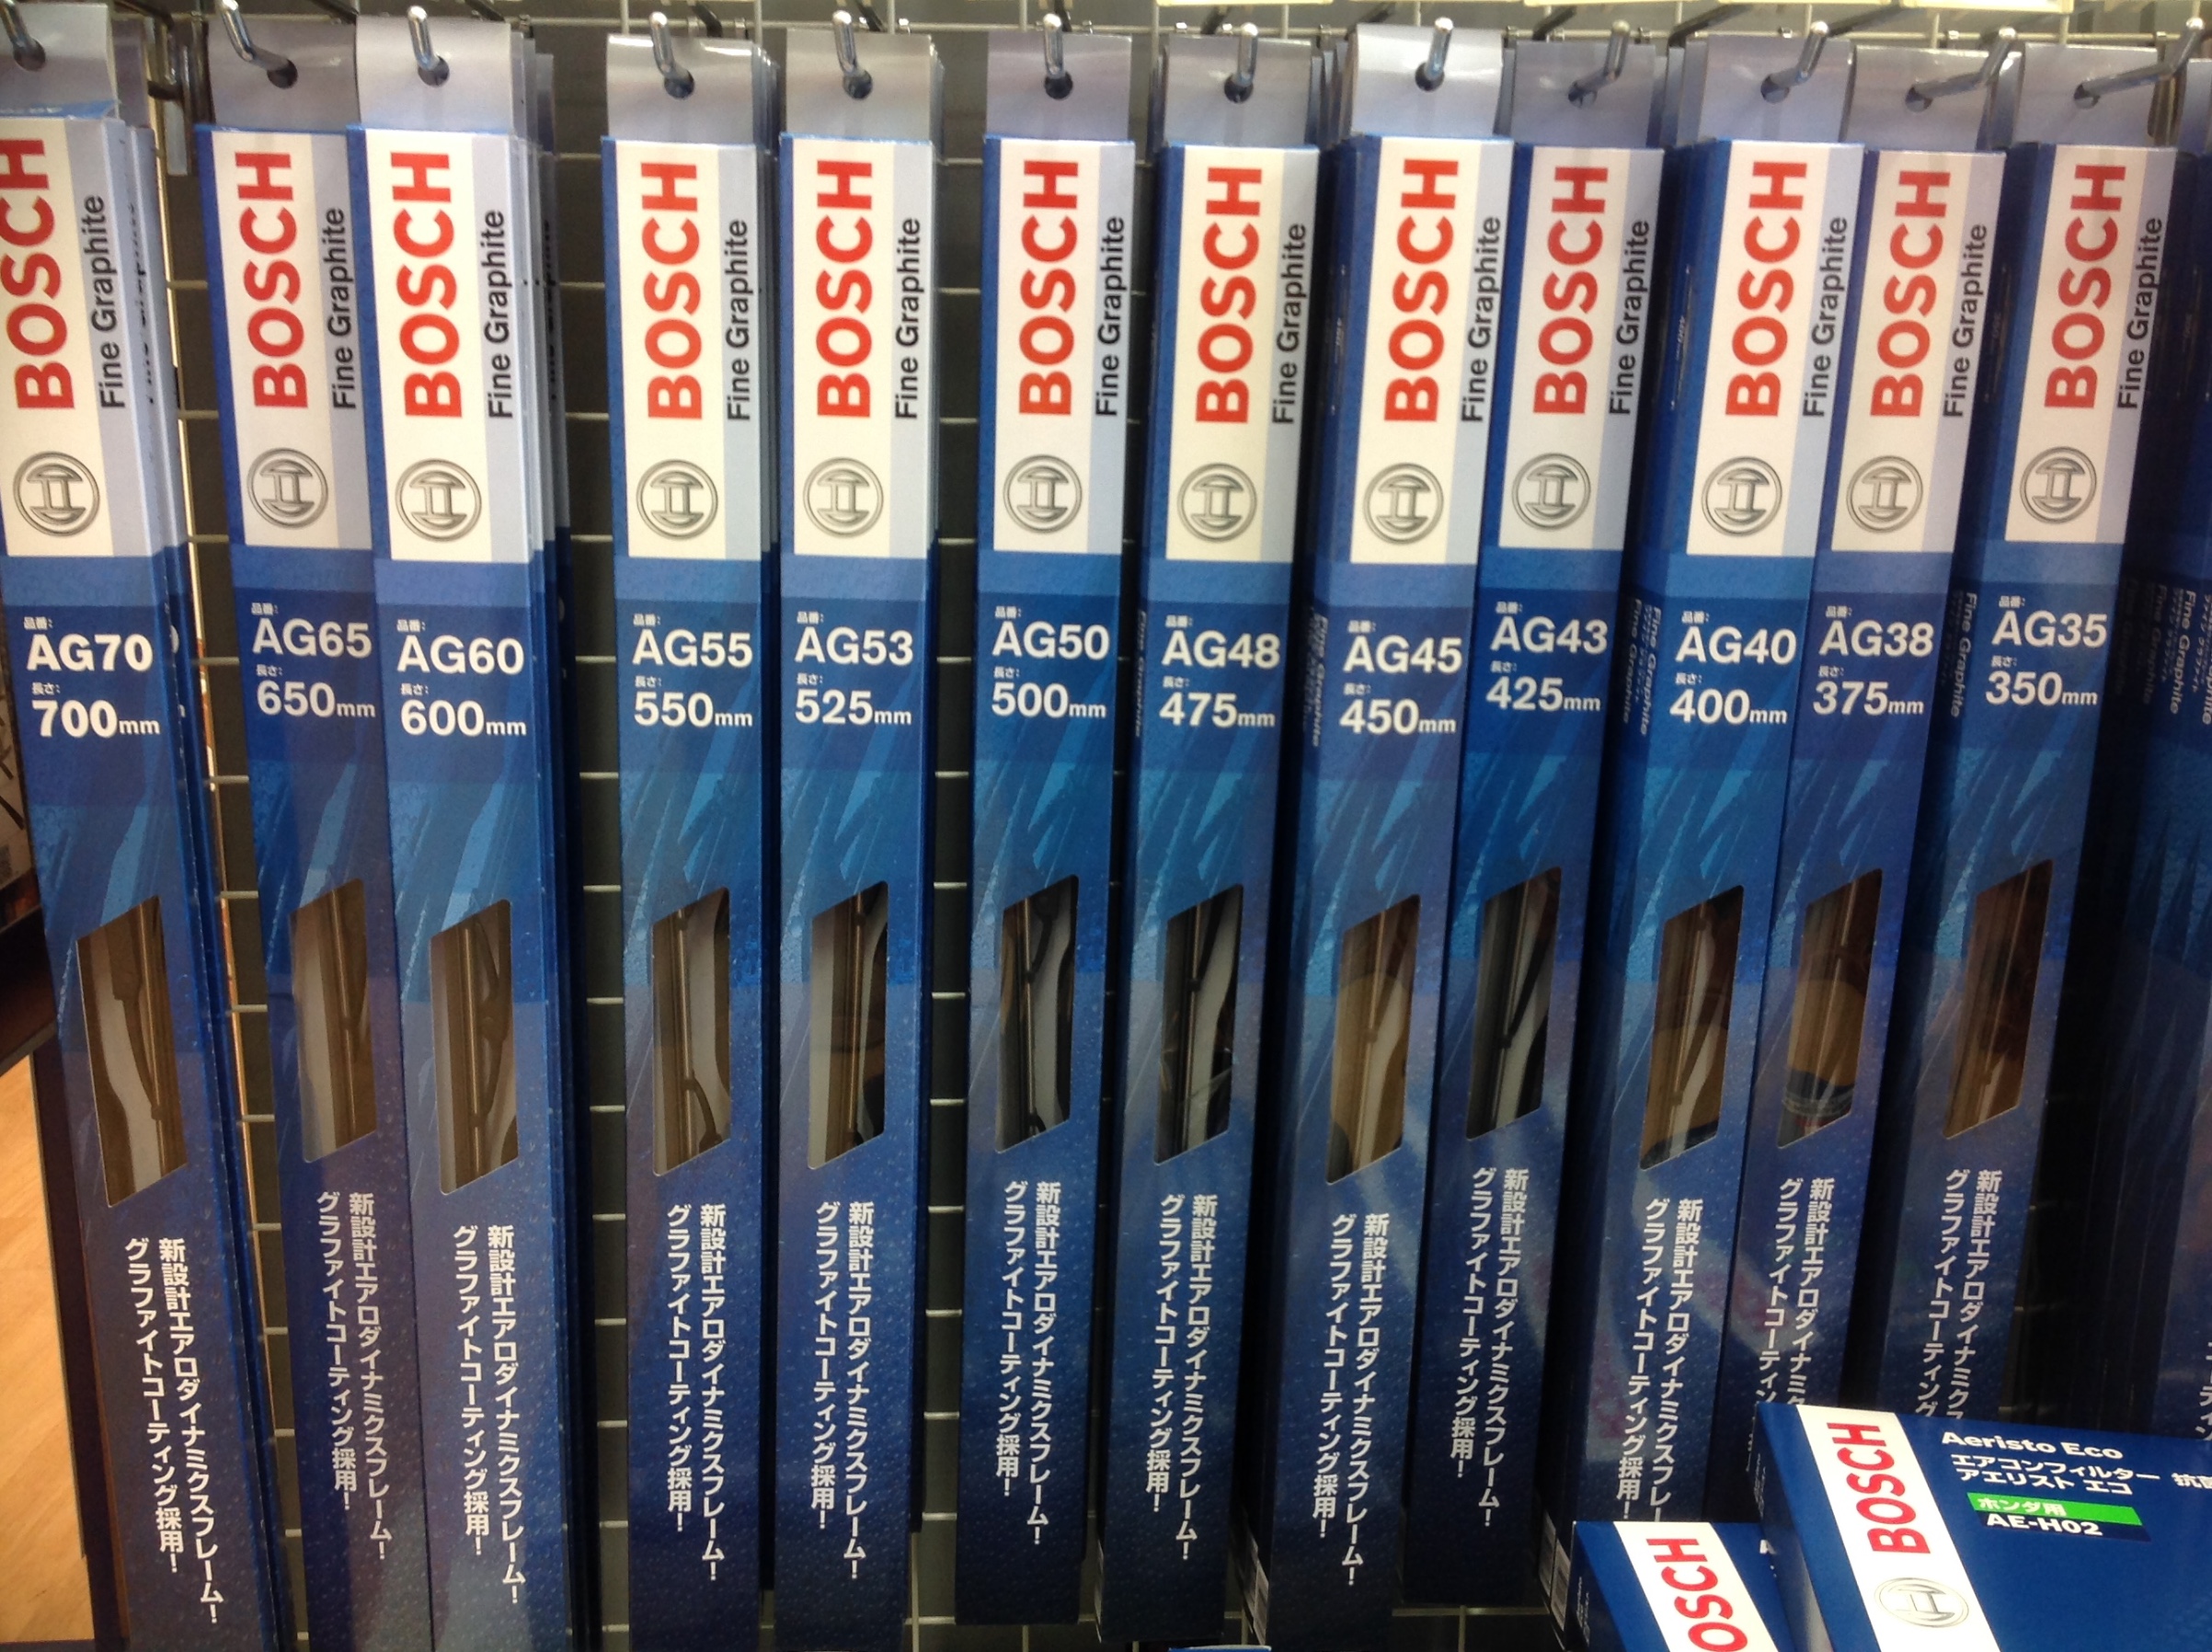 BOSCH
Fine Graphite
品番:
AG70
長さ:
700mm
新設計エアロダイナミクスフレーム!
グラファイトコーティング採用!
BOSCH
Fine Graphite
品番:
AG65
長さ:
650mm
新設計エアロダイナミクスフレーム!
グラファイトコーティング採用!
BOSCH
Fine Graphite
品番:
AG60
長さ:
600mm
新設計エアロダイナミクスフレーム!
グラファイトコーティング採用!
BOSCH
Fine Graphite
品番:
AG55
長さ:
550mm
新設計エアロダイナミクスフレーム!
グラファイトコーティング採用!
BOSCH
Fine Graphite
品番:
AG53
長さ:
525mm
新設計エアロダイナミクスフレーム!
グラファイトコーティング採用!
BOSCH
Fine Graphite
品番:
AG50
長さ:
500mm
新設計エアロダイナミクスフレーム!
グラファイトコーティング採用!
BOSCH
Fine Graphite
品番:
AG48
長さ:
475mm
新設計エアロダイナミクスフレーム!
グラファイトコーティング採用!
BOSCH
Fine Graphite
品番:
AG45
長さ:
450mm
新設計エアロダイナミクスフレーム!
グラファイトコーティング採用!
BOSCH
Fine Graphite
品番:
AG43
長さ:
425mm
新設計エアロダイナミクスフレーム!
グラファイトコーティング採用!
BOSCH
Fine Graphite
品番:
AG40
長さ:
400mm
新設計エアロダイナミクスフレー
グラファイトコーティング採用!
BOSCH
Fine Graphite
品番:
AG38
長さ:
375mm
新設計エアロダイナミク
グラファイトコーティン
BOSCH
Fine Graphite
品番:
AG35
長さ:
350mm
新設計エアロダイナミクス
グラファイトコーティング
BOSCH
Aeristo Eco
エアコンフィルター 抗
アエリスト エコ
ホンダ用
AE-H02
OSCH